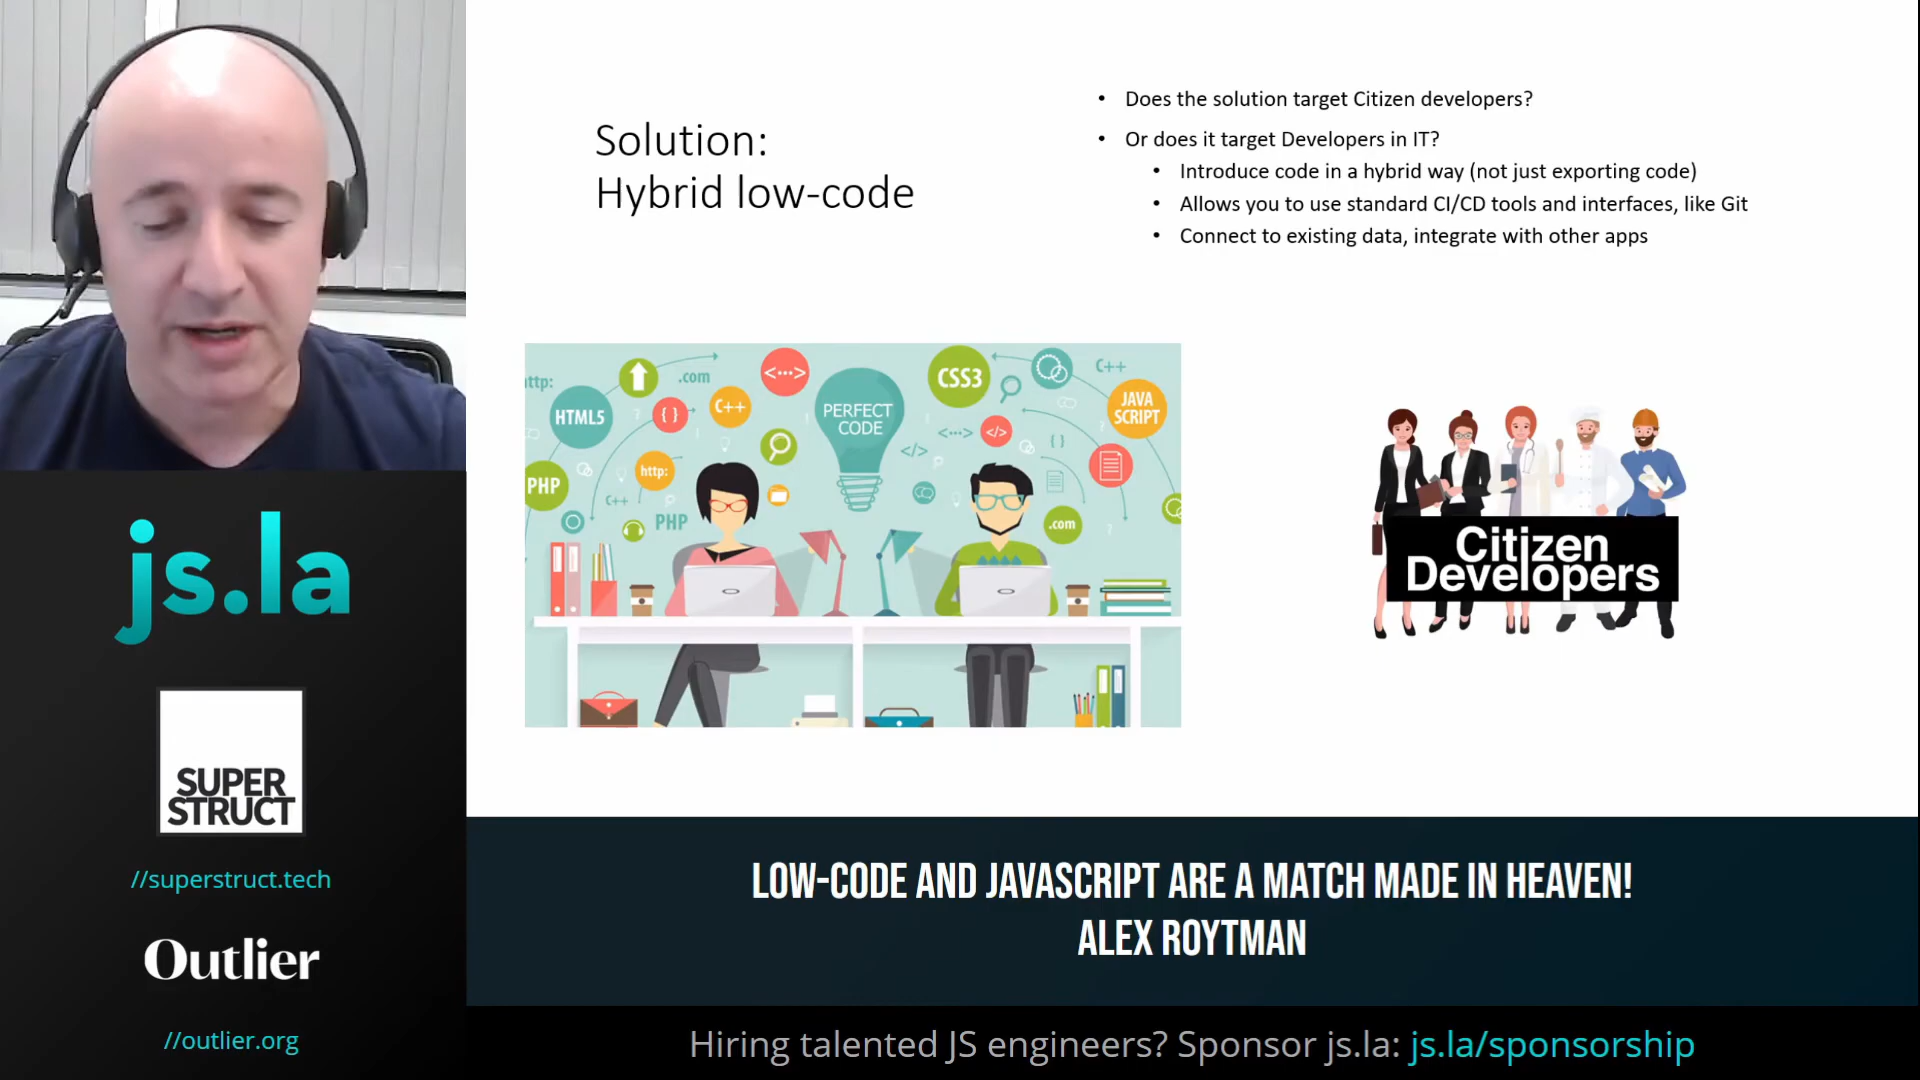 Solution:
Hybrid low-code
• Does the solution target Citizen developers?
• Or does it target Developers in IT?
• Introduce code in a hybrid way (not just exporting code)
• Allows you to use standard CI/CD tools and interfaces, like Git
• Connect to existing data, integrate with other apps
http:
.com
<···>
CSS3
C++
HTML5
{ }
C++
PERFECT
CODE
JAVA
SCRIPT
<···>
</>
</>
{ }
http:
PHP
C++
PHP
.com
Citizen
Developers
js.la
SUPER
STRUCT
//superstruct.tech
Outlier
//outlier.org
LOW-CODE AND JAVASCRIPT ARE A MATCH MADE IN HEAVEN!
ALEX ROYTMAN
Hiring talented JS engineers? Sponsor js.la: js.la/sponsorship